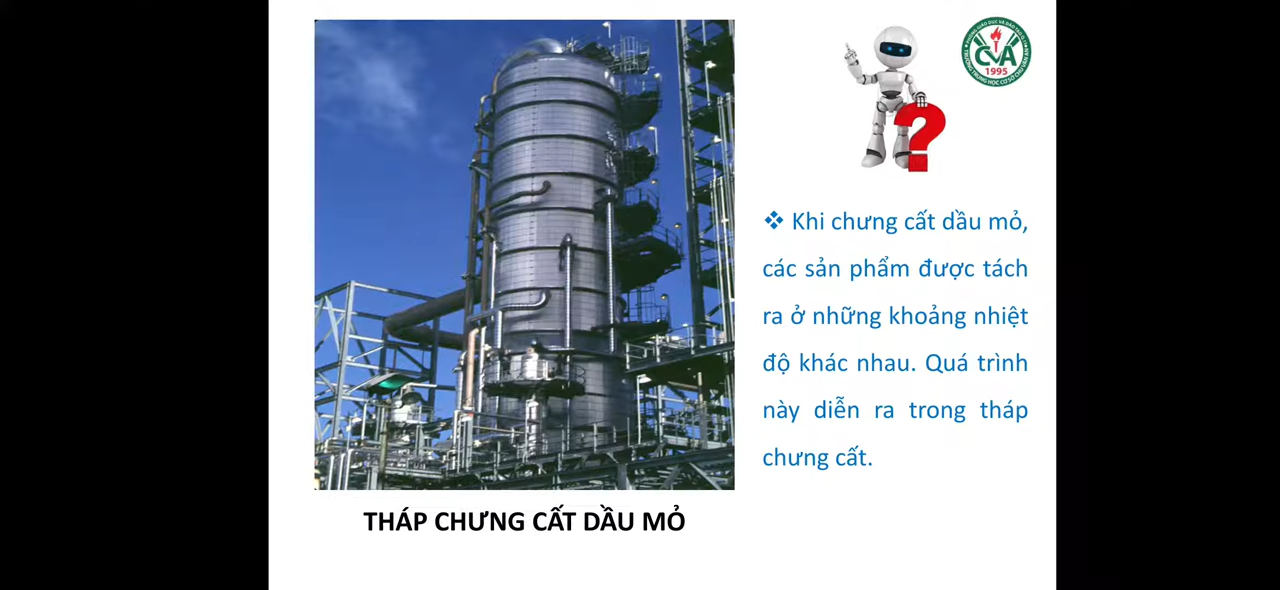 CVA
1995
❖ Khi chưng cất dầu mỏ,
các sản phẩm được tách
ra ở những khoảng nhiệt
độ khác nhau. Quá trình
này diễn ra trong tháp
chưng cất.
THÁP CHƯNG CẤT DẦU MỎ